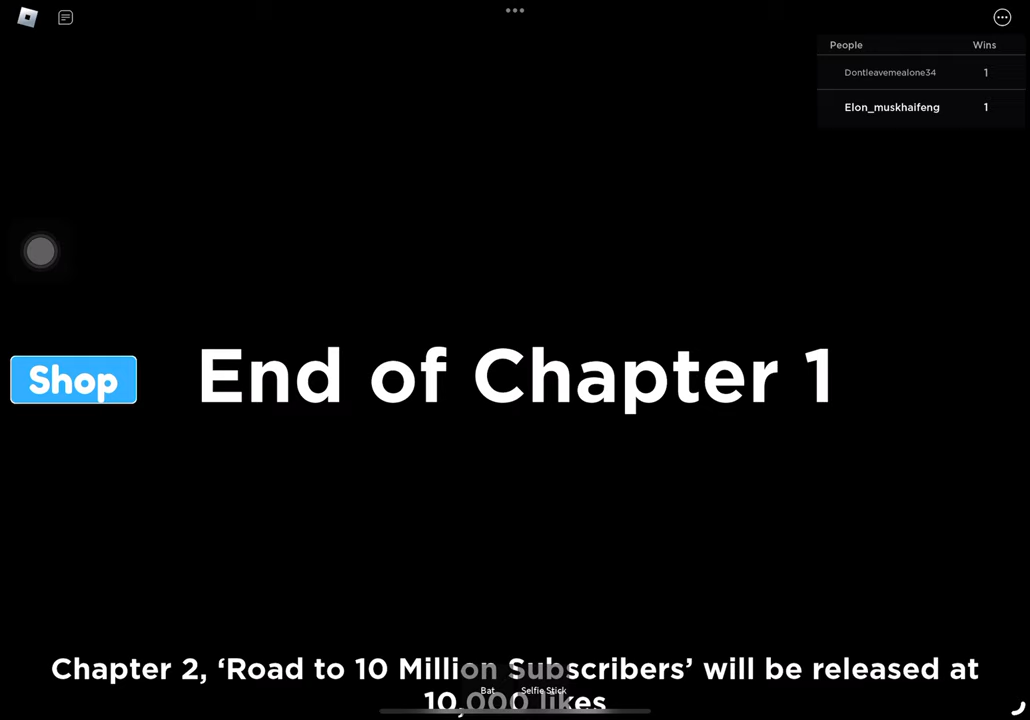 People Wins
Dontleavemealone34 1
Elon_muskhaifeng 1
Shop
End of Chapter 1
Chapter 2, ‘Road to 10 Million Subscribers’ will be released at
10,000 likes
Bat Selfie Stick